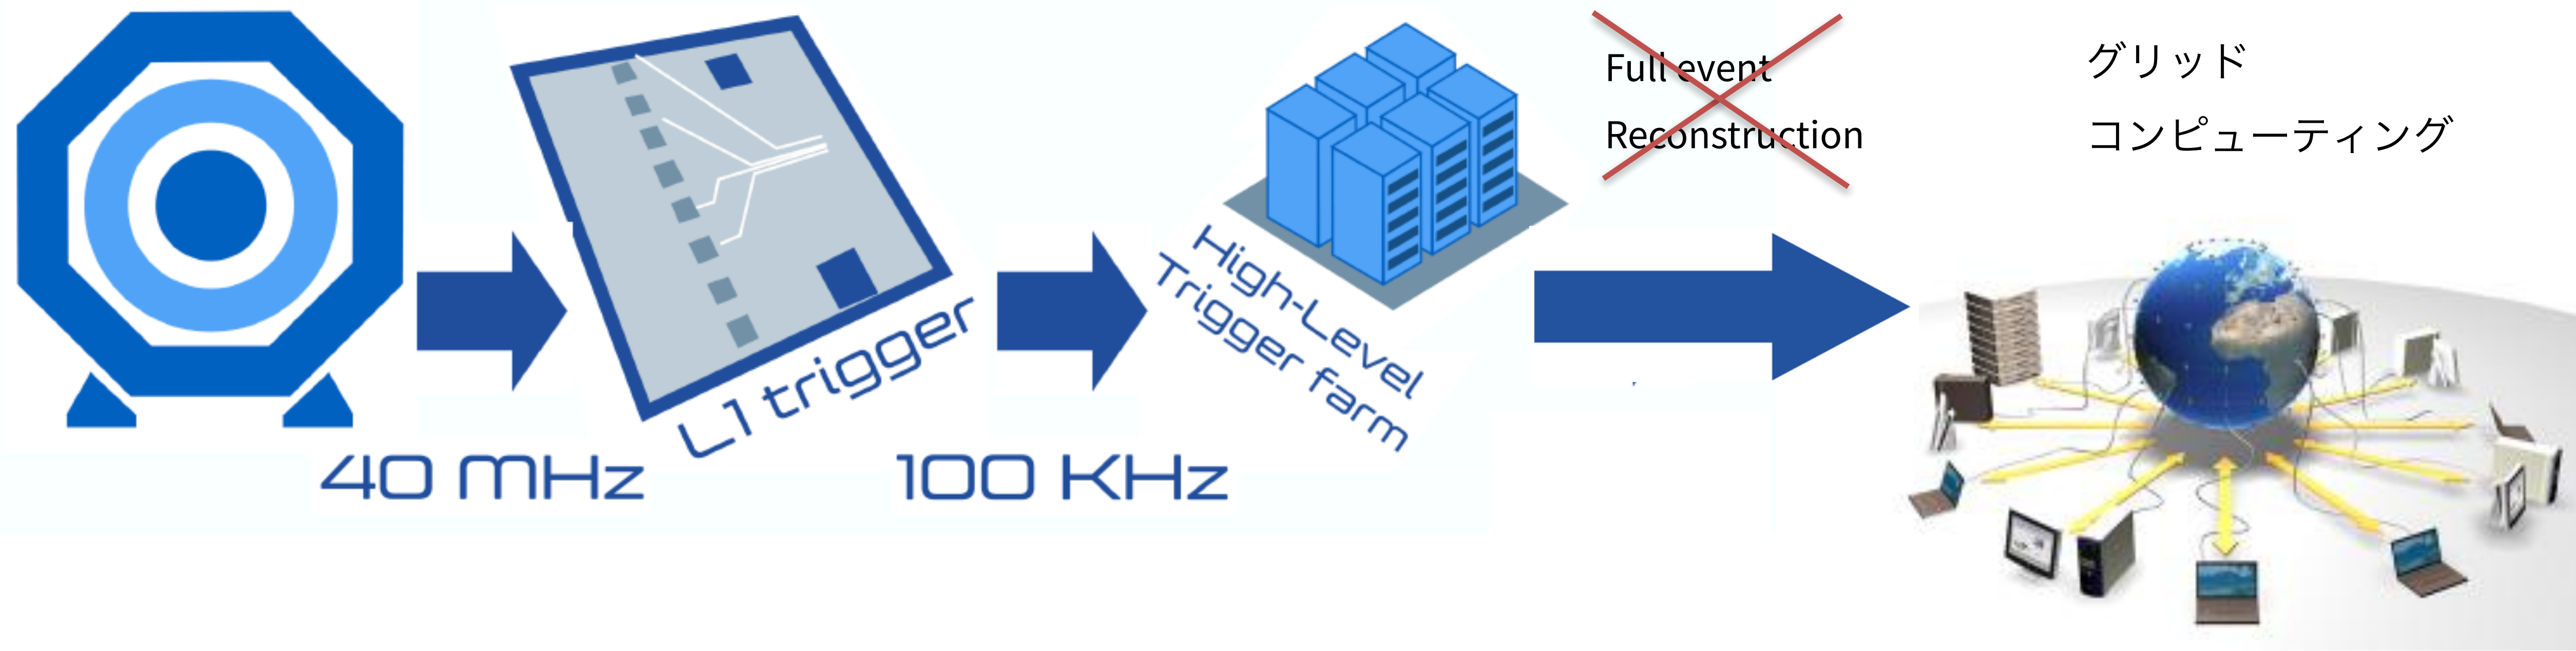 Full event
Reconstruction
グリッド
コンピューティング
L1 trigger
High-Level
Trigger farm
40 MHz
100 KHz